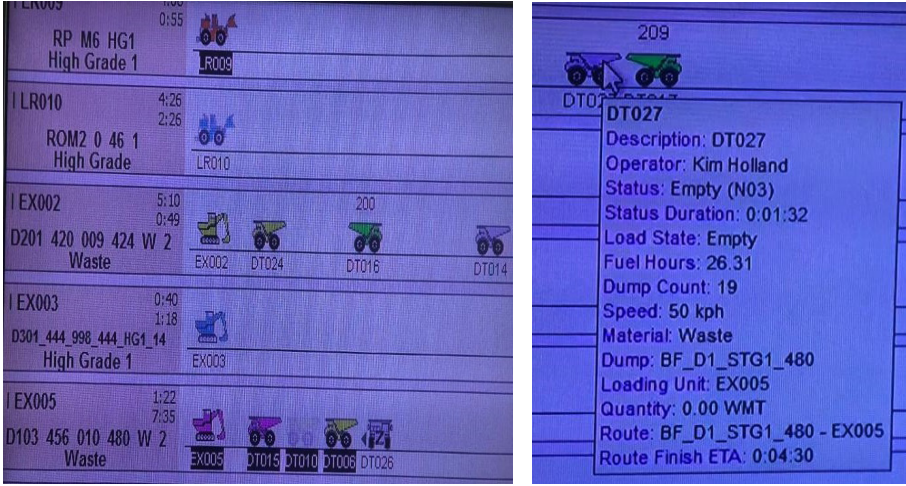 0:55
RP M6 HG1
High Grade 1
LR009
I LR010
4:26
2:26
ROM2 0 46 1
High Grade
LR010
I EX002
5:10
0:49
D201 420 009 424 W 2
Waste
200
EX002 DT024 DT016 DT014
I EX003
0:40
1:18
D301_444_998_444_HG1_14
High Grade 1
EX003
I EX005
1:22
7:35
D103 456 010 480 W 2
Waste
EX005 DT015 DT010 DT006 DT026
209
DT027
Description: DT027
Operator: Kim Holland
Status: Empty (N03)
Status Duration: 0:01:32
Load State: Empty
Fuel Hours: 26.31
Dump Count: 19
Speed: 50 kph
Material: Waste
Dump: BF_D1_STG1_480
Loading Unit: EX005
Quantity: 0.00 WMT
Route: BF_D1_STG1_480 - EX005
Route Finish ETA: 0:04:30